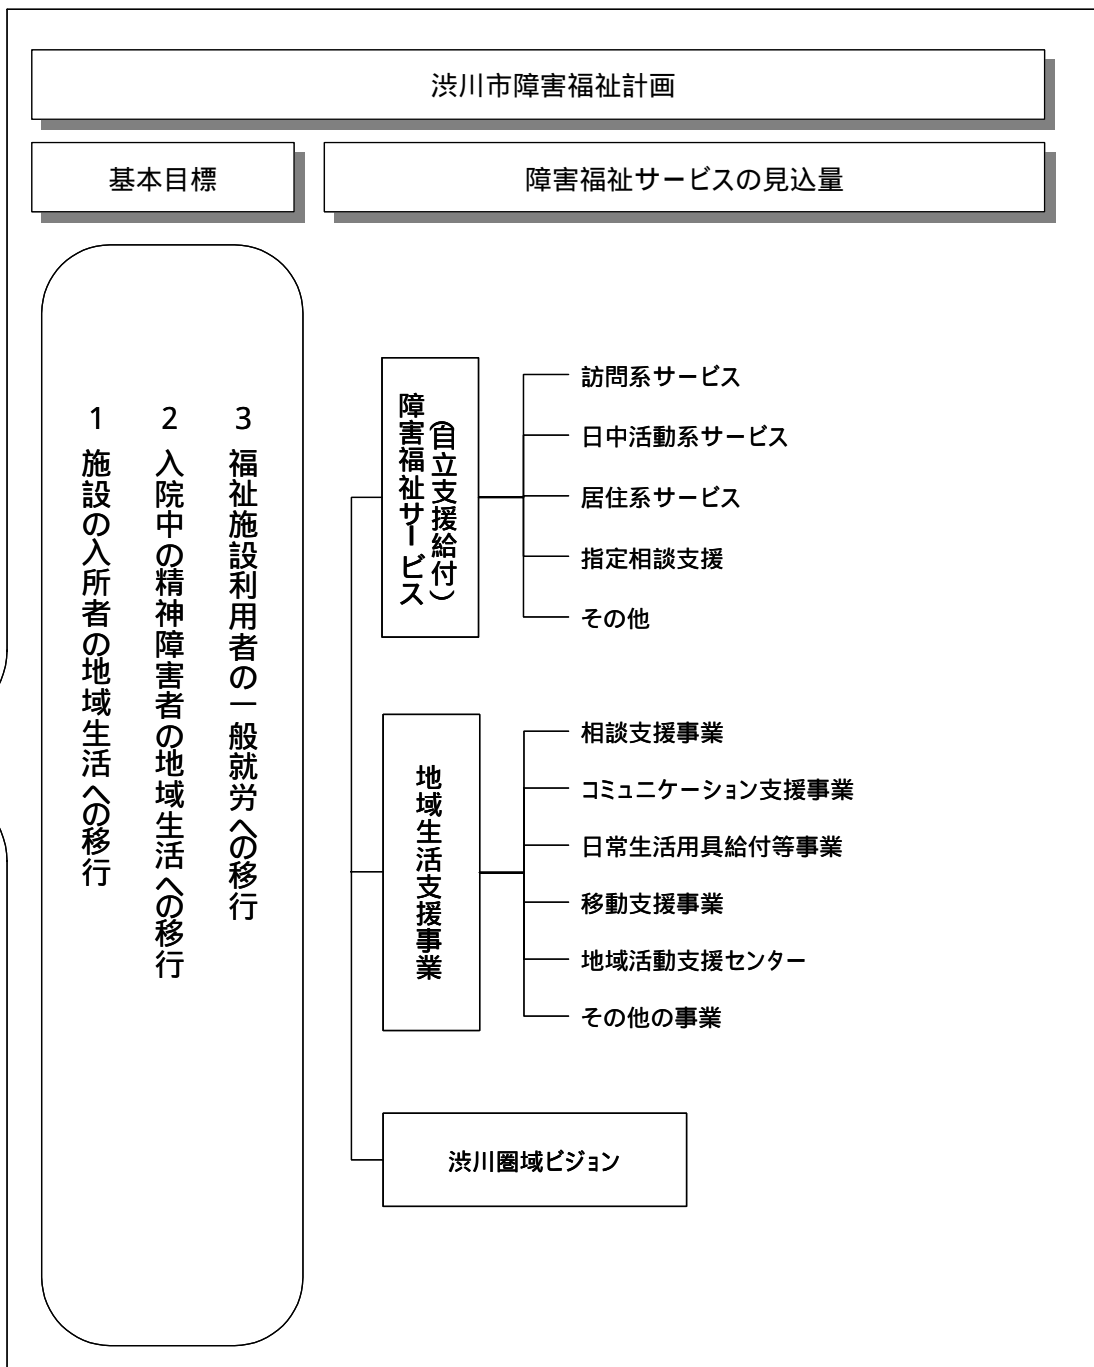 渋川市障害福祉計画
基本目標
障害福祉サービスの見込量
1 施設の入所者の地域生活への移行
2 入院中の精神障害者の地域生活への移行
3 福祉施設利用者の一般就労への移行
障害福祉サービス
(自立支援給付)
訪問系サービス
日中活動系サービス
居住系サービス
指定相談支援
その他
地域生活支援事業
相談支援事業
コミュニケーション支援事業
日常生活用具給付等事業
移動支援事業
地域活動支援センター
その他の事業
渋川圏域ビジョン